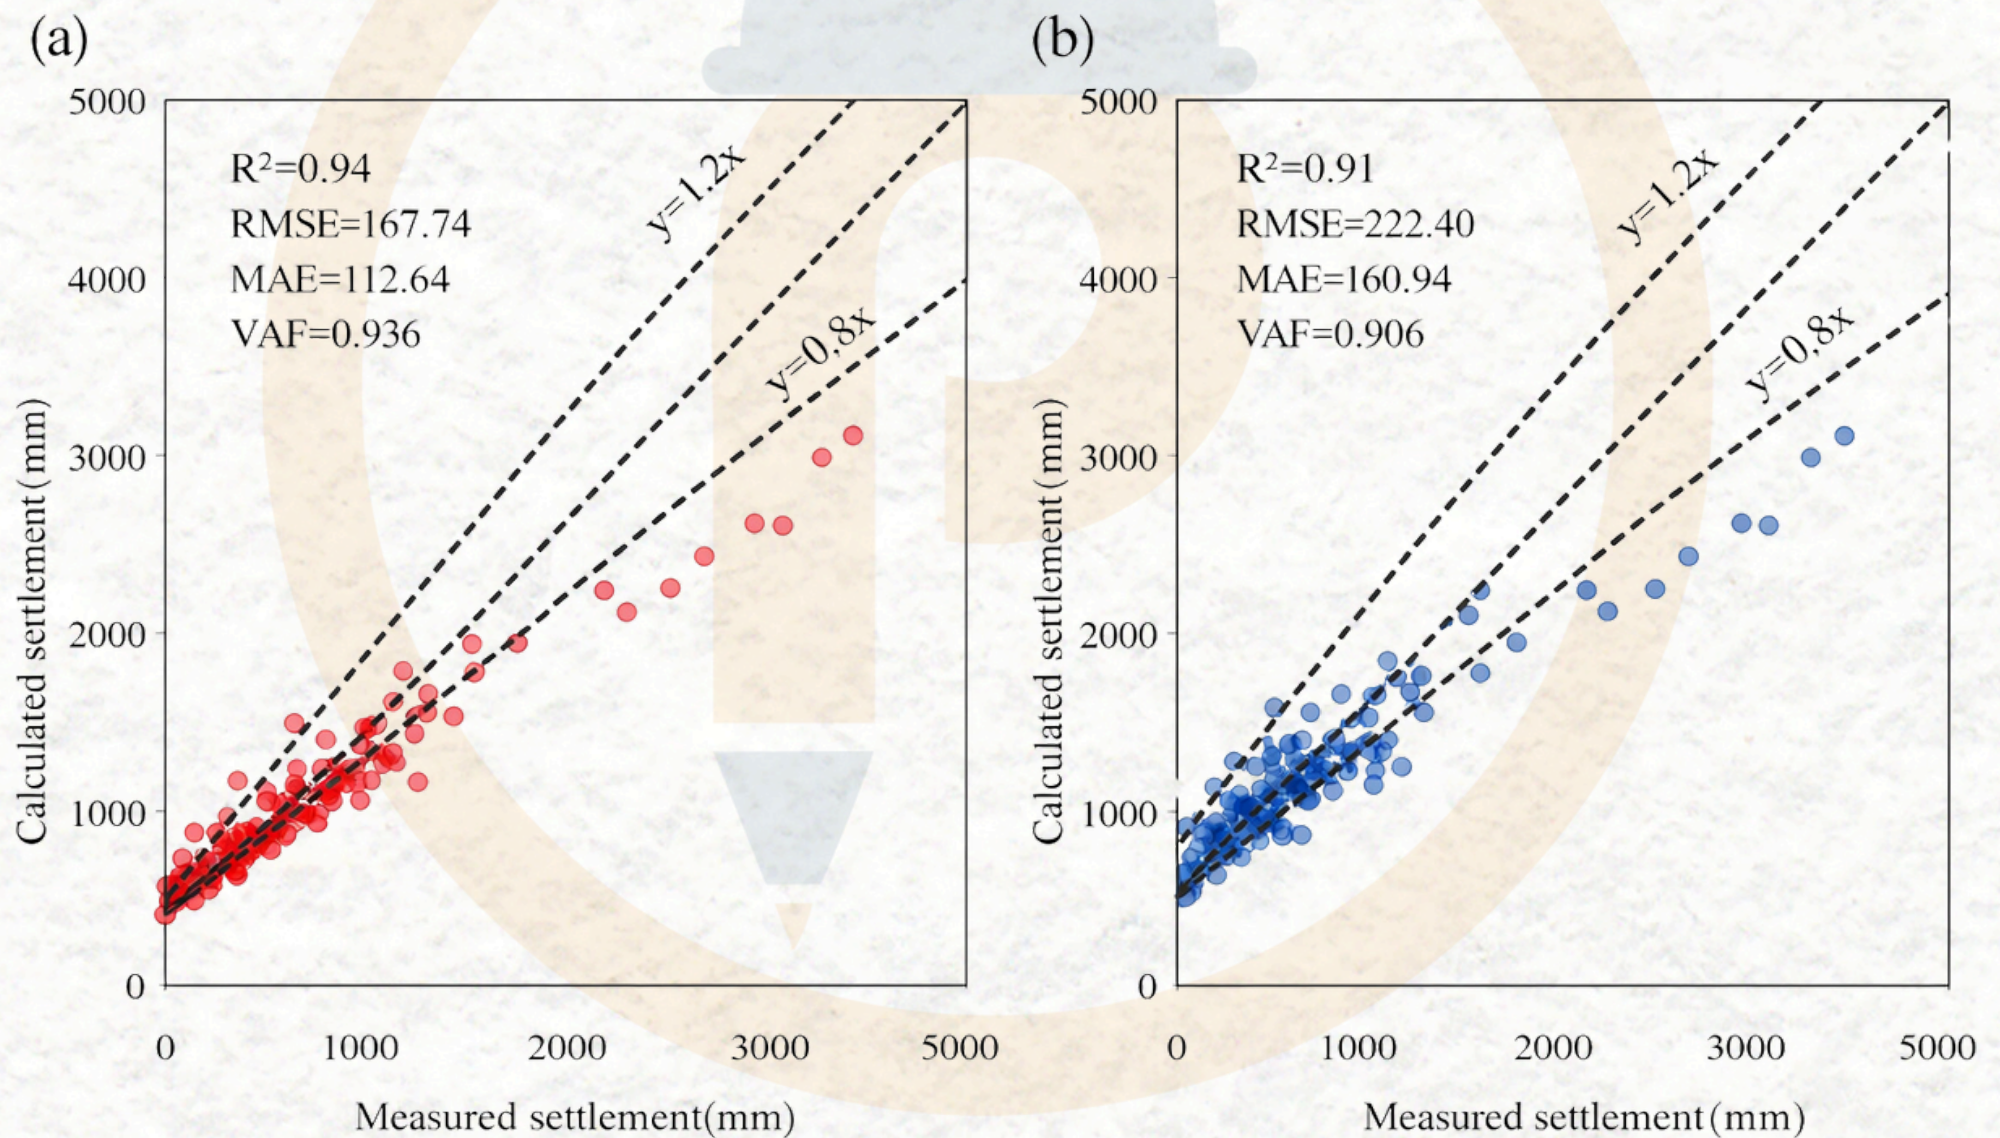 (a)
5000
4000
3000
2000
1000
0
Calculated settlement(mm)
R²=0.94
RMSE=167.74
MAE=112.64
VAF=0.936
y=1.2x
y=0,8x
0 1000 2000 3000 5000
Measured settlement(mm)
(b)
5000
4000
3000
2000
1000
0
Calculated settlement(mm)
R²=0.91
RMSE=222.40
MAE=160.94
VAF=0.906
y=1.2x
y=0,8x
0 1000 2000 3000 5000
Measured settlement(mm)